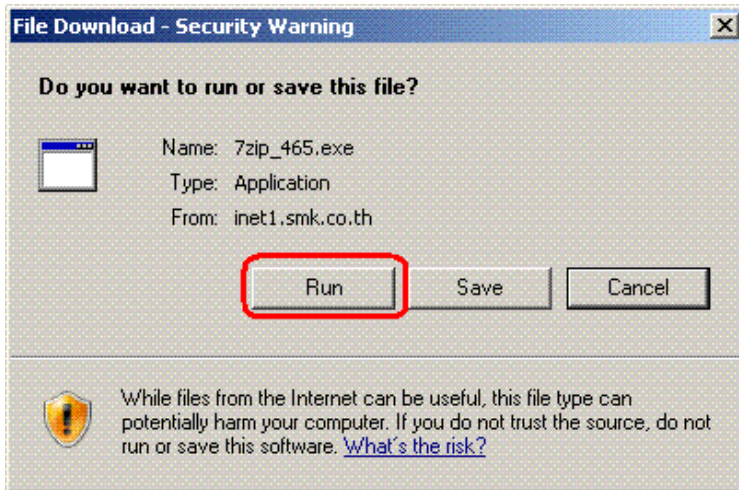 File Download - Security Warning
Do you want to run or save this file?
Name: 7zip_465.exe
Type: Application
From: inet1.smk.co.th
Run Save Cancel
While files from the Internet can be useful, this file type can
potentially harm your computer. If you do not trust the source, do not
run or save this software. What's the risk?